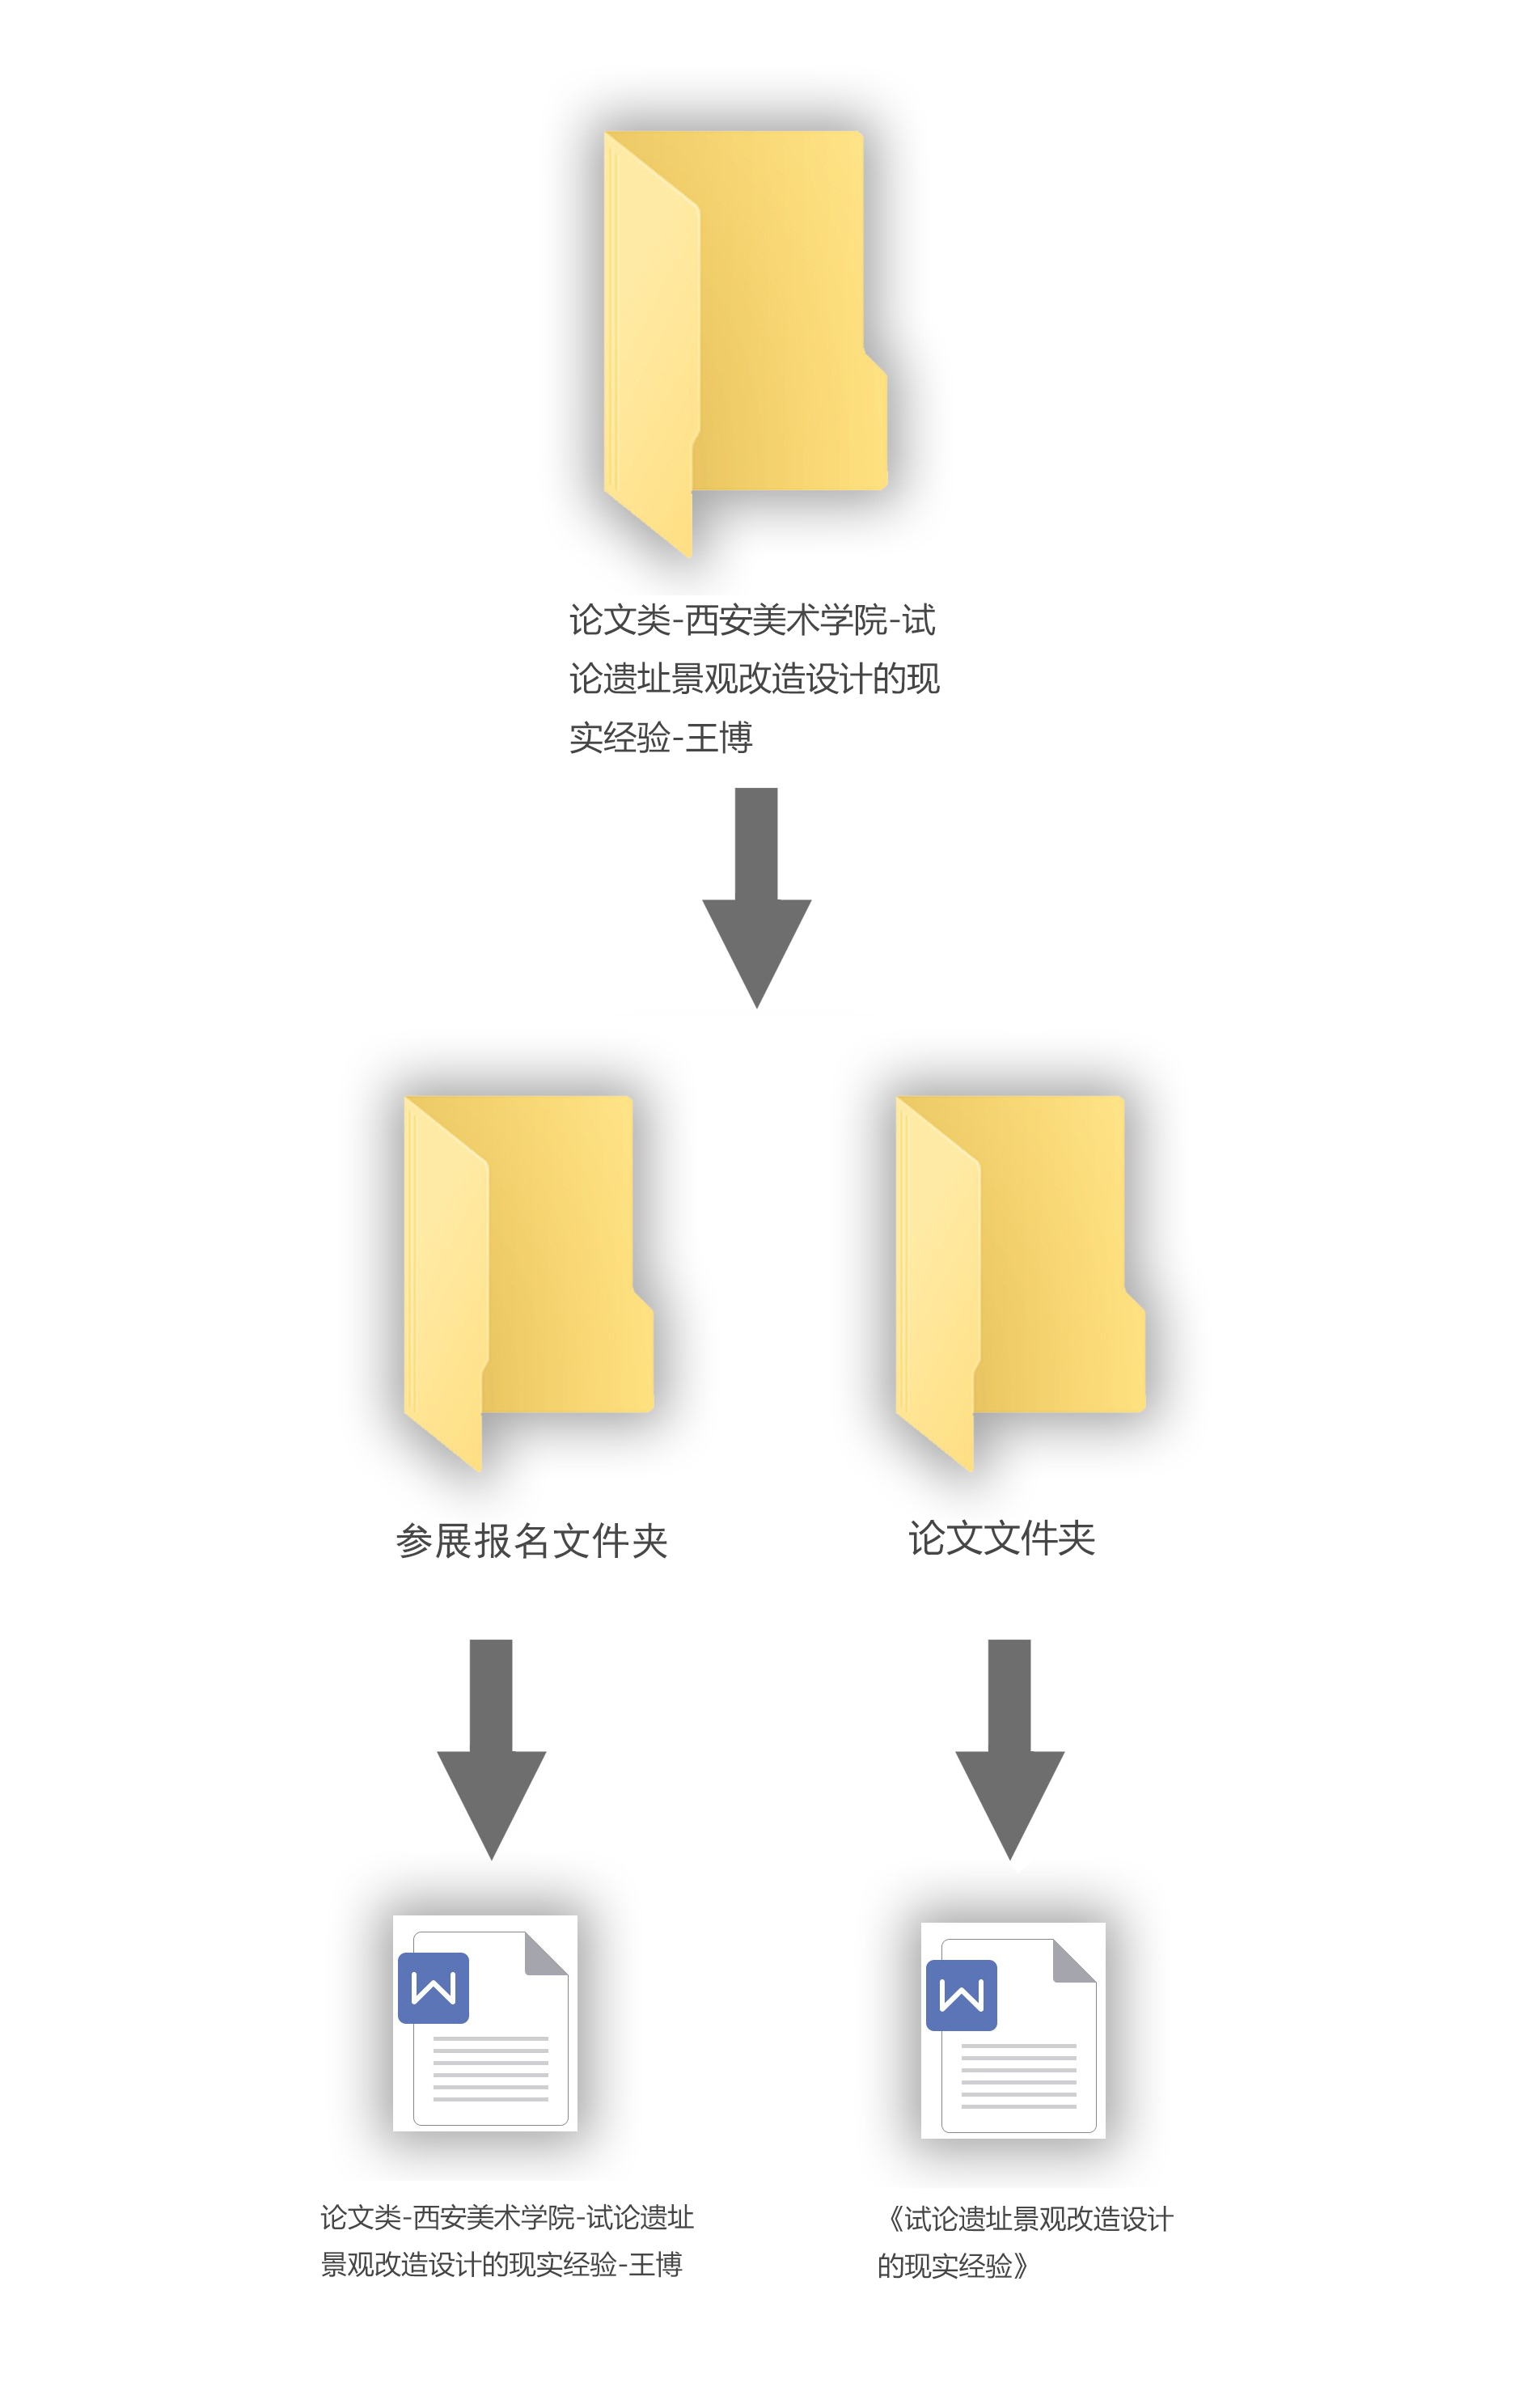 论文类-西安美术学院-试
论遗址景观改造设计的现
实经验-王博
参展报名文件夹
论文文件夹
W
W
论文类-西安美术学院-试论遗址
景观改造设计的现实经验-王博
《试论遗址景观改造设计
的现实经验》